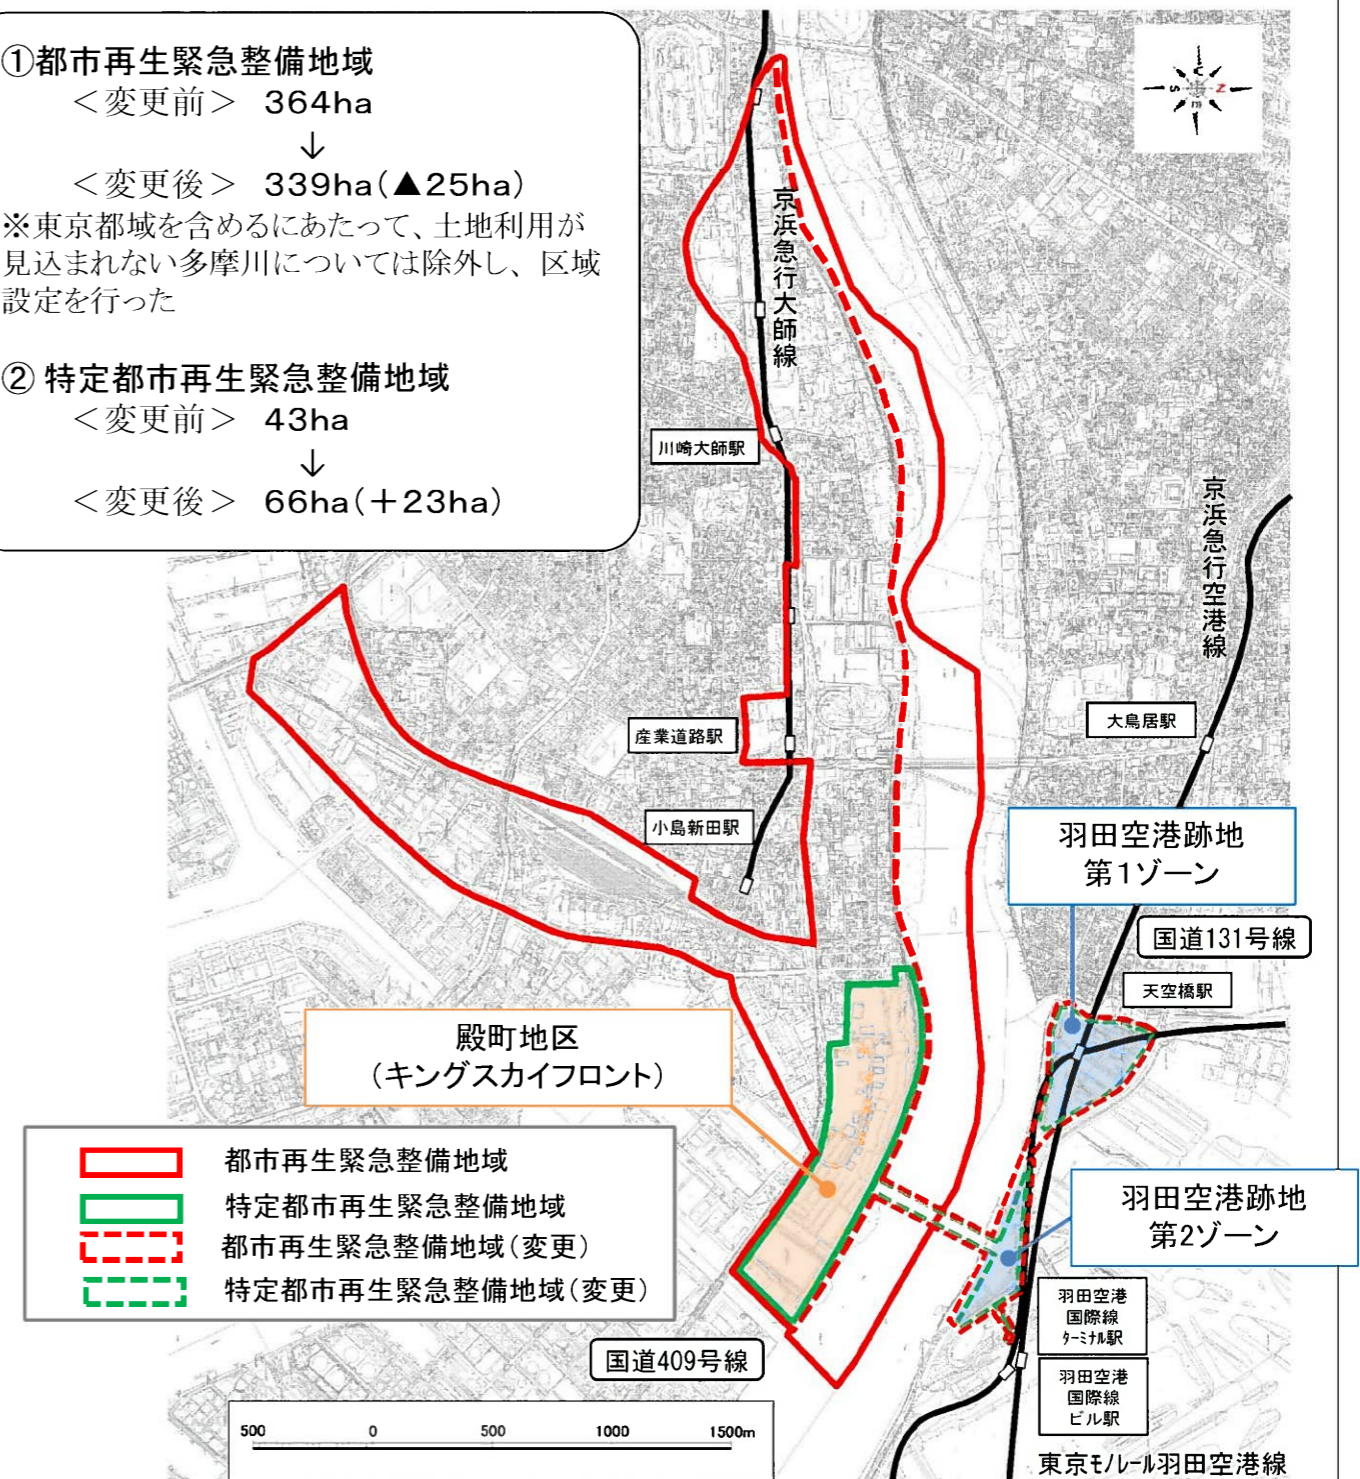 ①都市再生緊急整備地域
＜変更前＞ 364ha
↓
＜変更後＞ 339ha(▲25ha)
※東京都域を含めるにあたって、土地利用が
見込まれない多摩川については除外し、区域
設定を行った
② 特定都市再生緊急整備地域
＜変更前＞ 43ha
↓
＜変更後＞ 66ha(＋23ha)
京浜急行大師線
川崎大師駅
京浜急行空港線
産業道路駅
大鳥居駅
小島新田駅
羽田空港跡地
第1ゾーン
国道131号線
天空橋駅
殿町地区
(キングスカイフロント)
都市再生緊急整備地域
特定都市再生緊急整備地域
都市再生緊急整備地域(変更)
特定都市再生緊急整備地域(変更)
羽田空港跡地
第2ゾーン
羽田空港
国際線
ターミナル駅
国道409号線
羽田空港
国際線
ビル駅
500 0 500 1000 1500m
東京モノレール羽田空港線